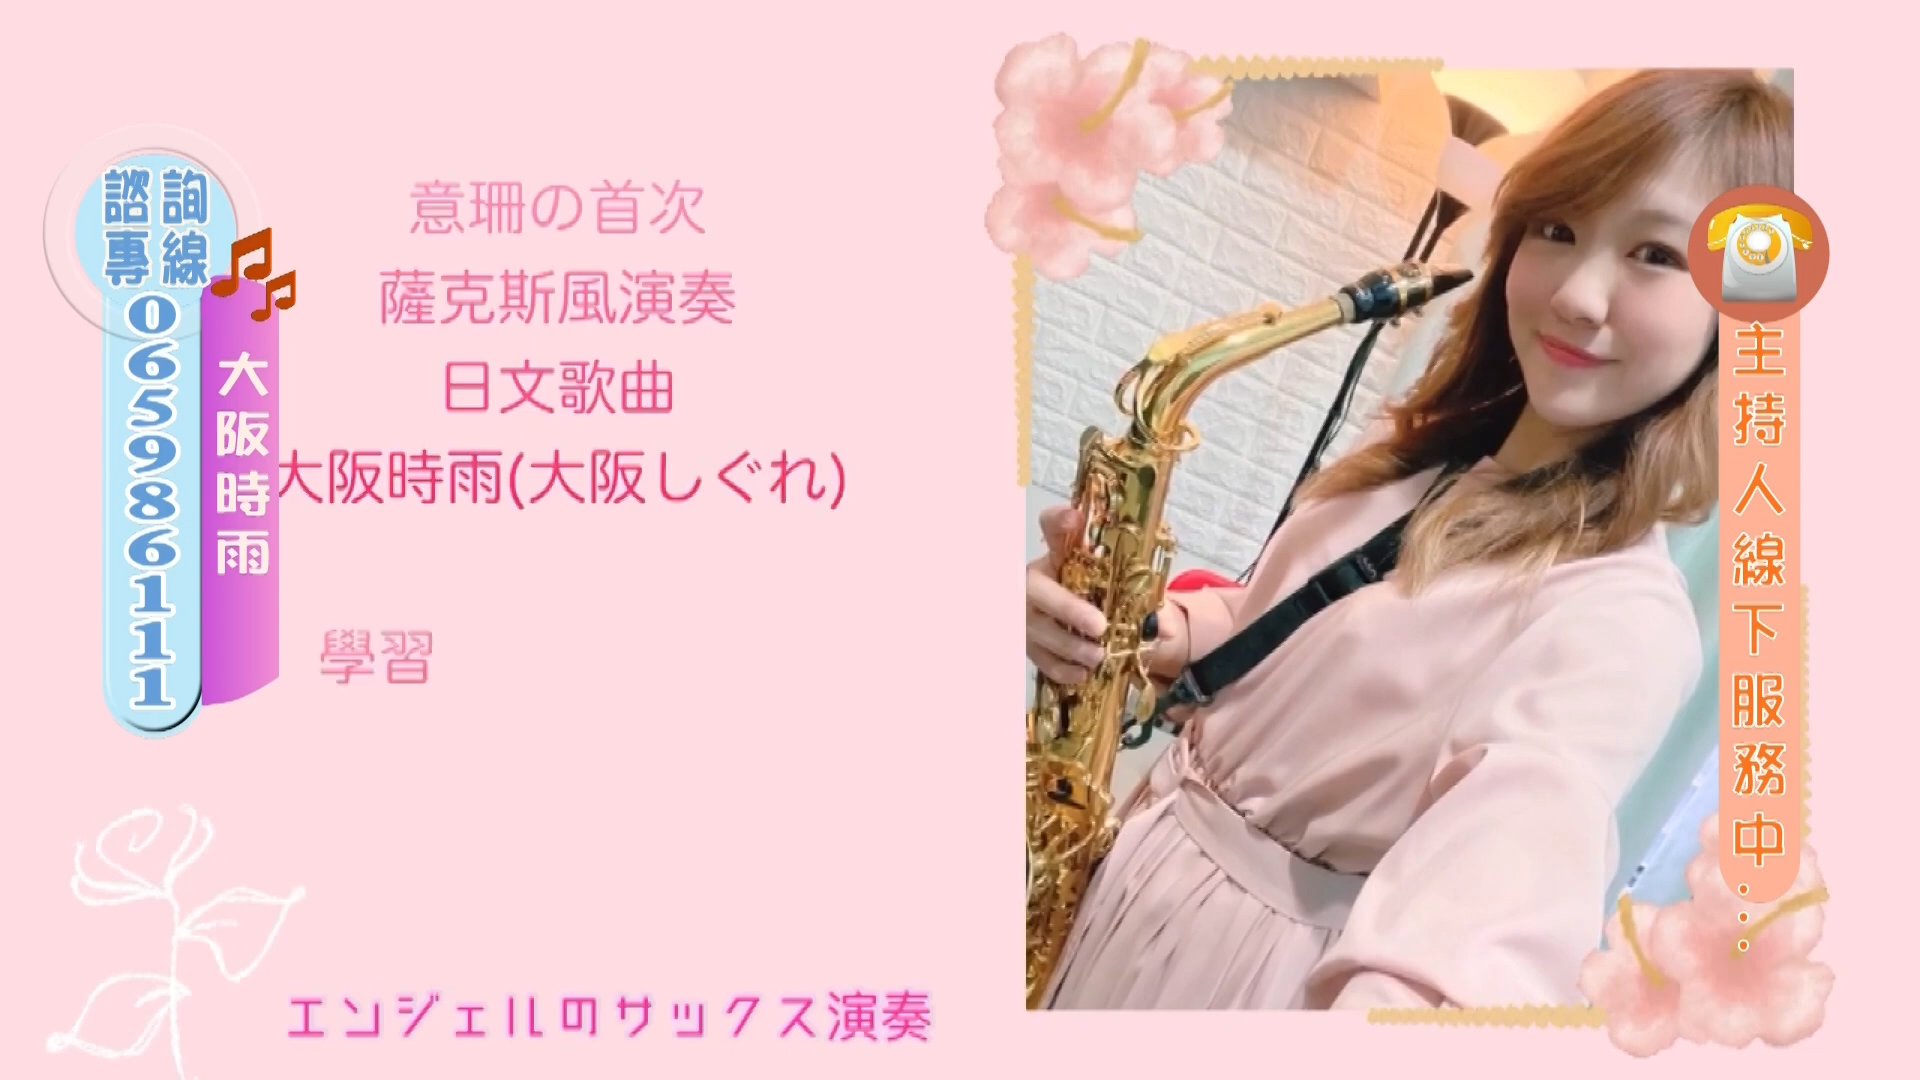 諮詢
專線
065986111
大阪時雨
意珊の首次
薩克斯風演奏
日文歌曲
大阪時雨(大阪しぐれ)
學習
エンジェルのサックス演奏
主持人線下服務中...